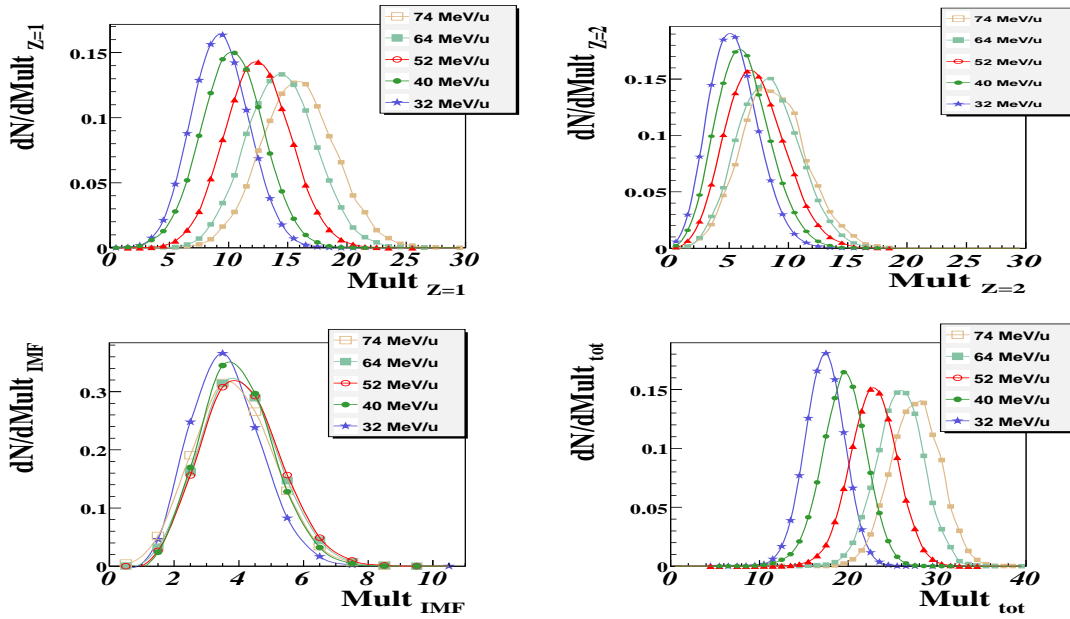 dN/dMult Z=1
0.15
0.1
0.05
0
0 5 10 15 20 25 30
Mult Z=1
74 MeV/u
64 MeV/u
52 MeV/u
40 MeV/u
32 MeV/u
dN/dMult Z=2
0.15
0.1
0.05
0
0 5 10 15 20 25 30
Mult Z=2
74 MeV/u
64 MeV/u
52 MeV/u
40 MeV/u
32 MeV/u
dN/dMult IMF
0.3
0.2
0.1
0
0 2 4 6 8 10
Mult IMF
74 MeV/u
64 MeV/u
52 MeV/u
40 MeV/u
32 MeV/u
dN/dMult tot
0.15
0.1
0.05
0
0 10 20 30 40
Mult tot
74 MeV/u
64 MeV/u
52 MeV/u
40 MeV/u
32 MeV/u